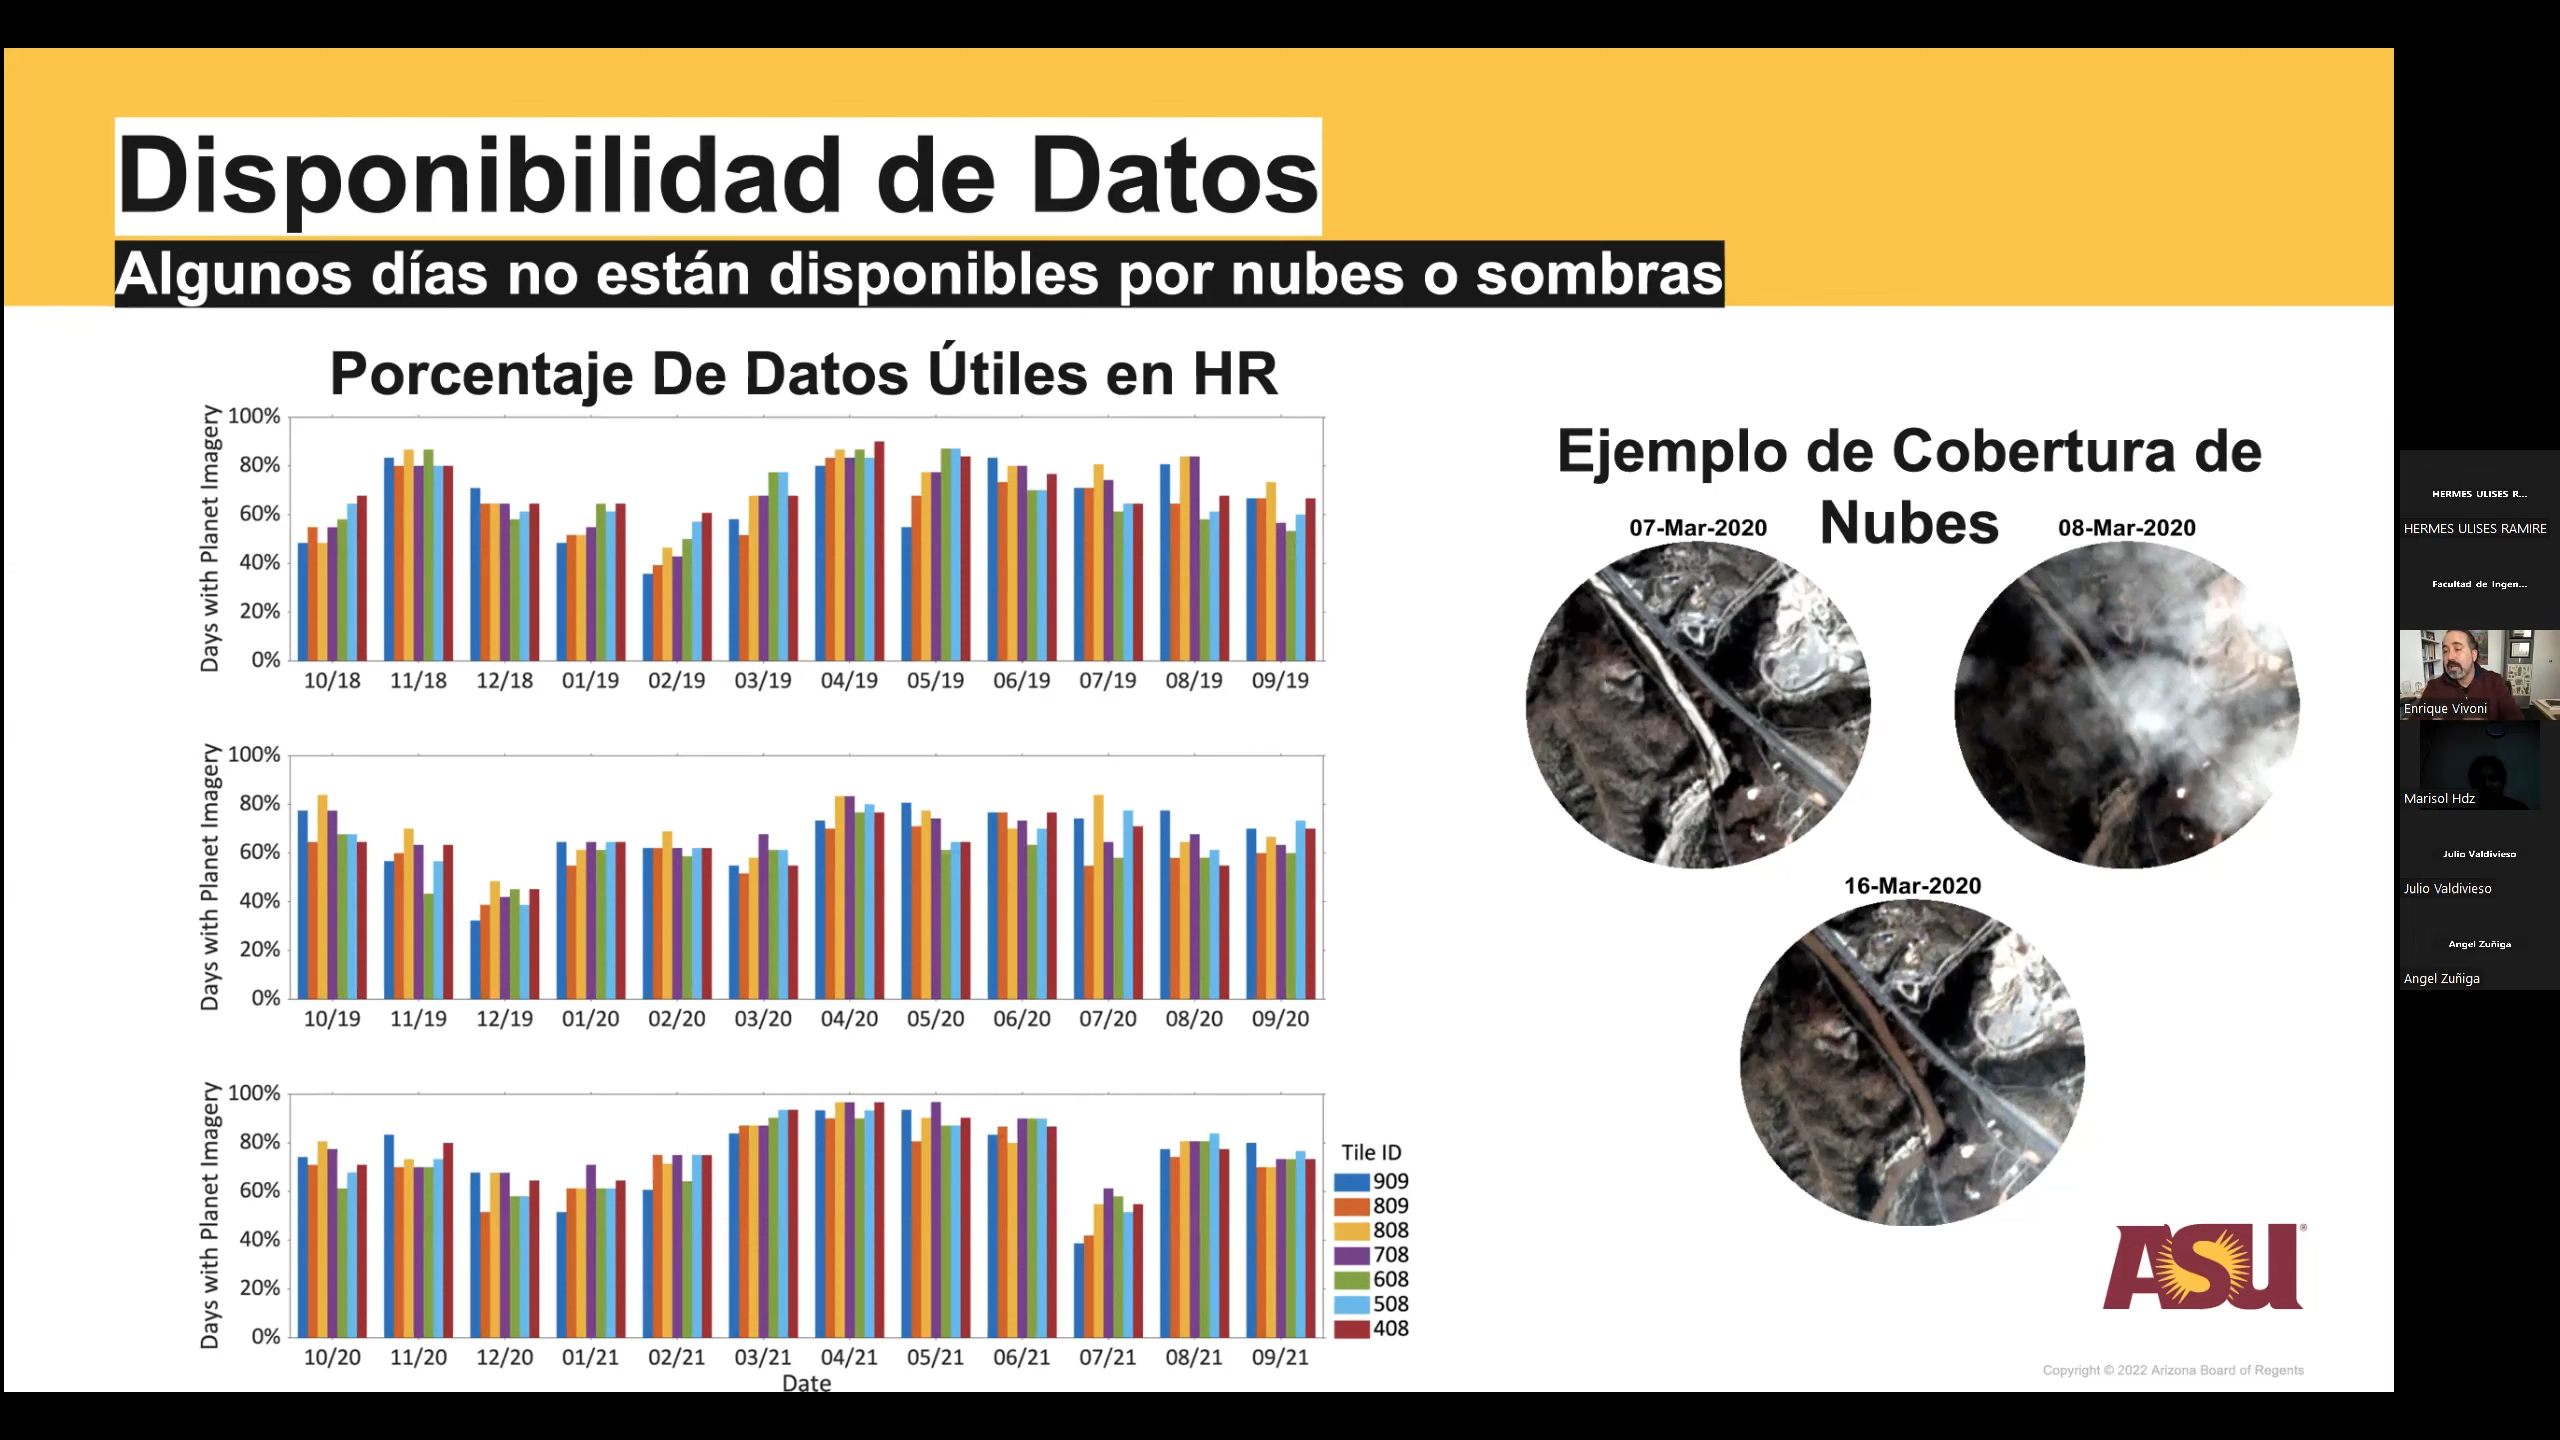 Disponibilidad de Datos
Algunos días no están disponibles por nubes o sombras
Porcentaje De Datos Útiles en HR
Days with Planet Imagery
100%
80%
60%
40%
20%
0%
10/18 11/18 12/18 01/19 02/19 03/19 04/19 05/19 06/19 07/19 08/19 09/19
Days with Planet Imagery
100%
80%
60%
40%
20%
0%
10/19 11/19 12/19 01/20 02/20 03/20 04/20 05/20 06/20 07/20 08/20 09/20
Days with Planet Imagery
100%
80%
60%
40%
20%
0%
10/20 11/20 12/20 01/21 02/21 03/21 04/21 05/21 06/21 07/21 08/21 09/21
Date
Tile ID
909
809
808
708
608
508
408
Ejemplo de Cobertura de
Nubes
07-Mar-2020
08-Mar-2020
16-Mar-2020
ASU®
Copyright © 2022 Arizona Board of Regents
HERMES ULISES R...
HERMES ULISES RAMIRE
Facultad de Ingen...
Enrique Vivoni
Marisol Hdz
Julio Valdivieso
Julio Valdivieso
Angel Zuñiga
Angel Zuñiga